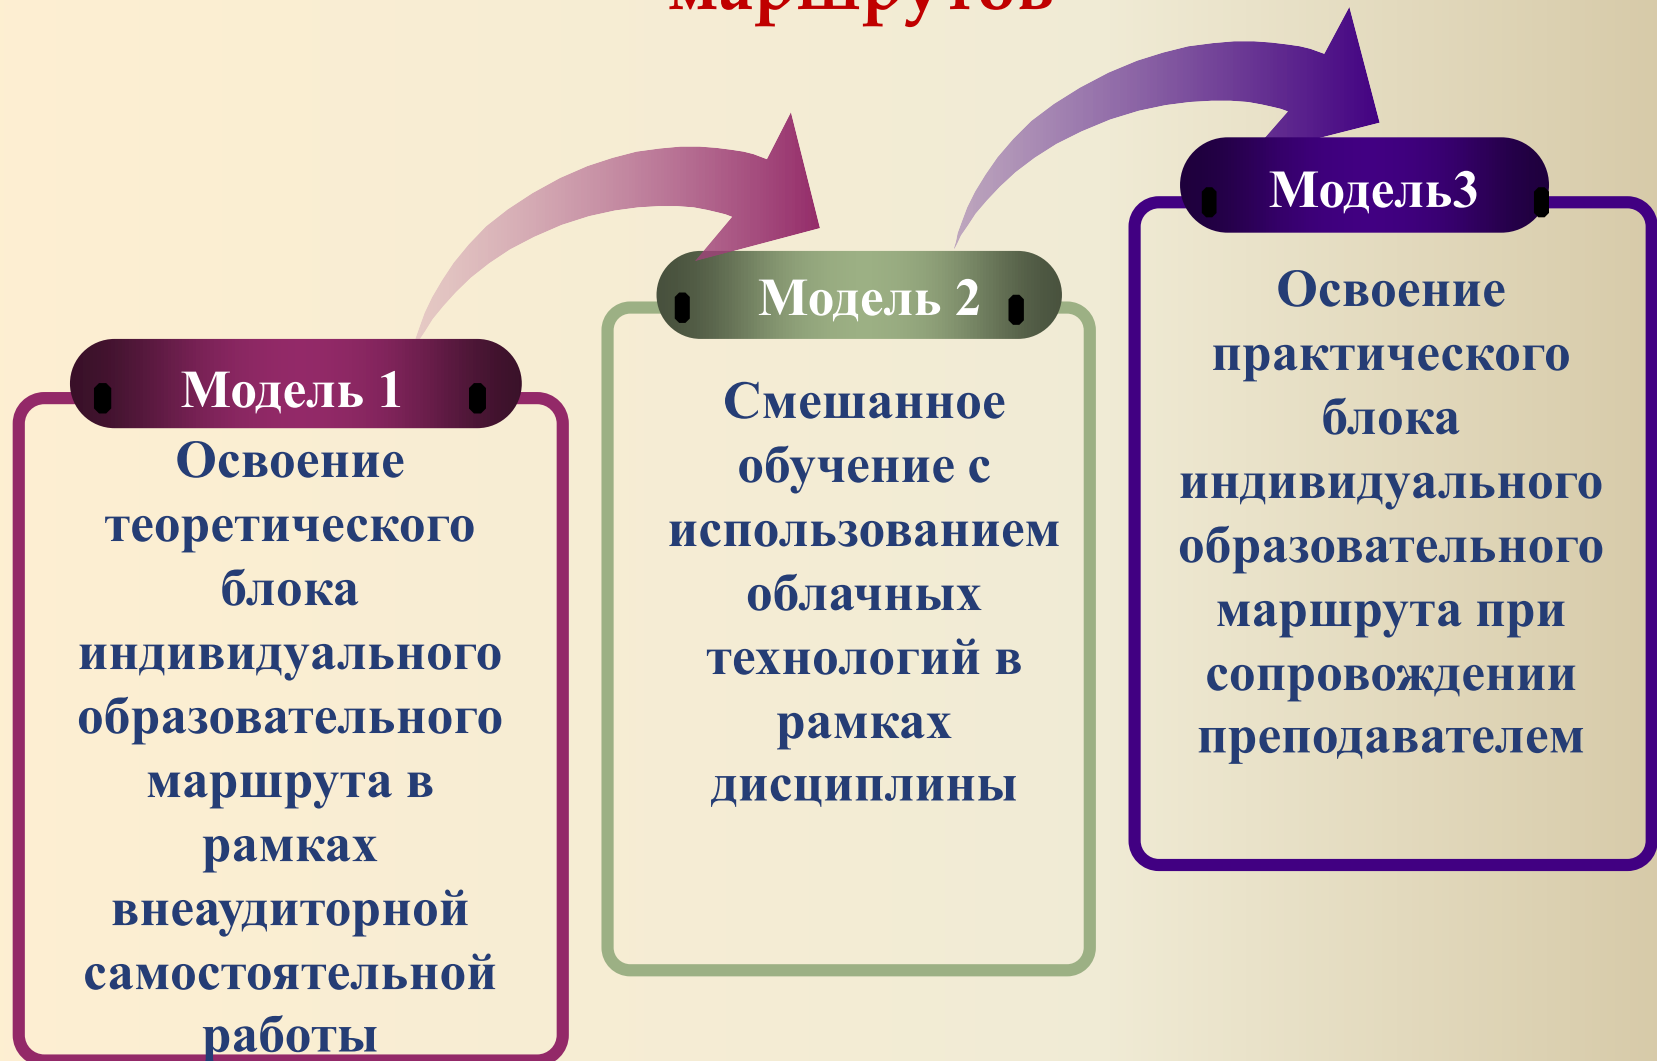 маршрутов
Модель 1
Освоение
теоретического
блока
индивидуального
образовательного
маршрута в
рамках
внеаудиторной
самостоятельной
работы
Модель 2
Смешанное
обучение с
использованием
облачных
технологий в
рамках
дисциплины
Модель3
Освоение
практического
блока
индивидуального
образовательного
маршрута при
сопровождении
преподавателем